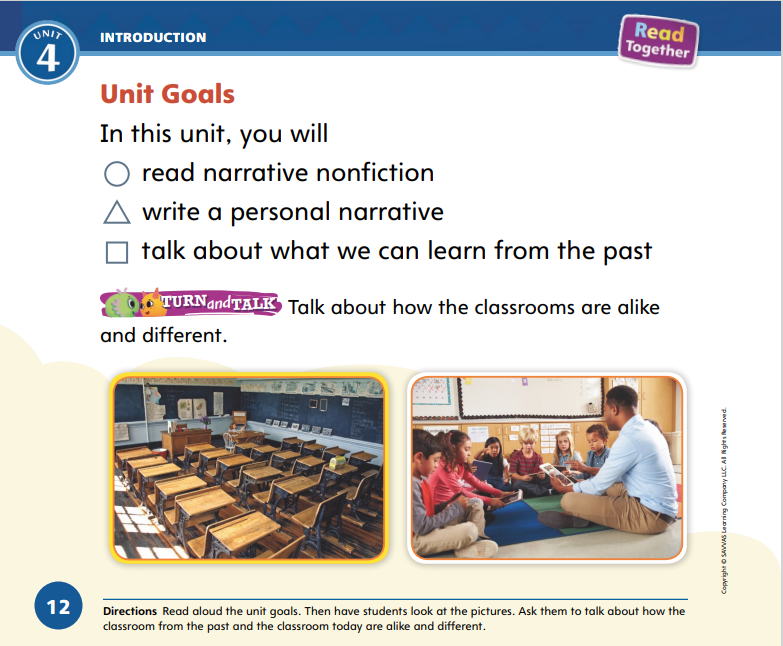 UNIT
4
INTRODUCTION
Read
Together
Unit Goals
In this unit, you will
read narrative nonfiction
write a personal narrative
talk about what we can learn from the past
TURNandTALK Talk about how the classrooms are alike
and different.
Copyright © SAVVAS Learning Company LLC. All Rights Reserved.
12
Directions Read aloud the unit goals. Then have students look at the pictures. Ask them to talk about how the
classroom from the past and the classroom today are alike and different.